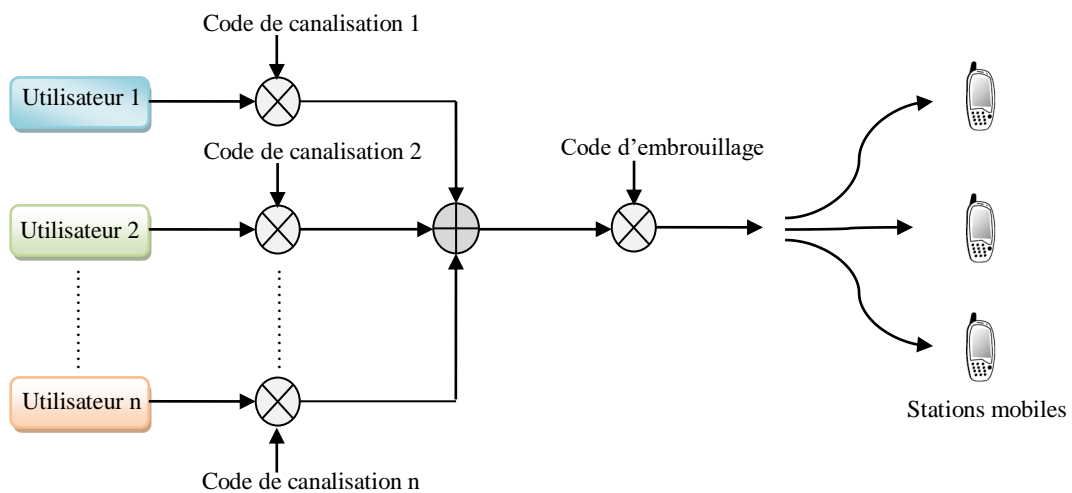 Code de canalisation 1
Utilisateur 1
Code de canalisation 2
Code d’embrouillage
Utilisateur 2
Utilisateur n
Stations mobiles
Code de canalisation n